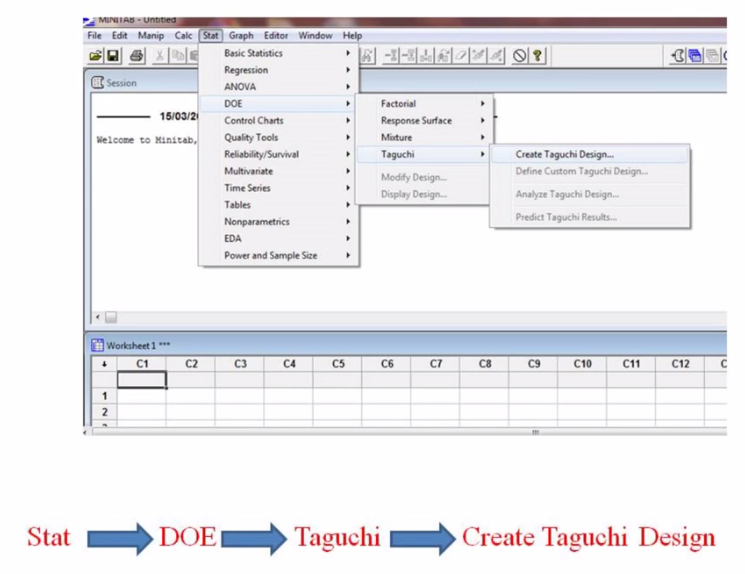 MINITAB - Untitled
File Edit Manip Calc Stat Graph Editor Window Help
Session
15/03/20
Welcome to Minitab,
Basic Statistics
Regression
ANOVA
DOE
Control Charts
Quality Tools
Reliability/Survival
Multivariate
Time Series
Tables
Nonparametrics
EDA
Power and Sample Size
Factorial
Response Surface
Mixture
Taguchi
Modify Design...
Display Design...
Create Taguchi Design...
Define Custom Taguchi Design...
Analyze Taguchi Design...
Predict Taguchi Results...
Worksheet 1 ***
C1 C2 C3 C4 C5 C6 C7 C8 C9 C10 C11 C12 C
1
2
Stat DOE Taguchi Create Taguchi Design